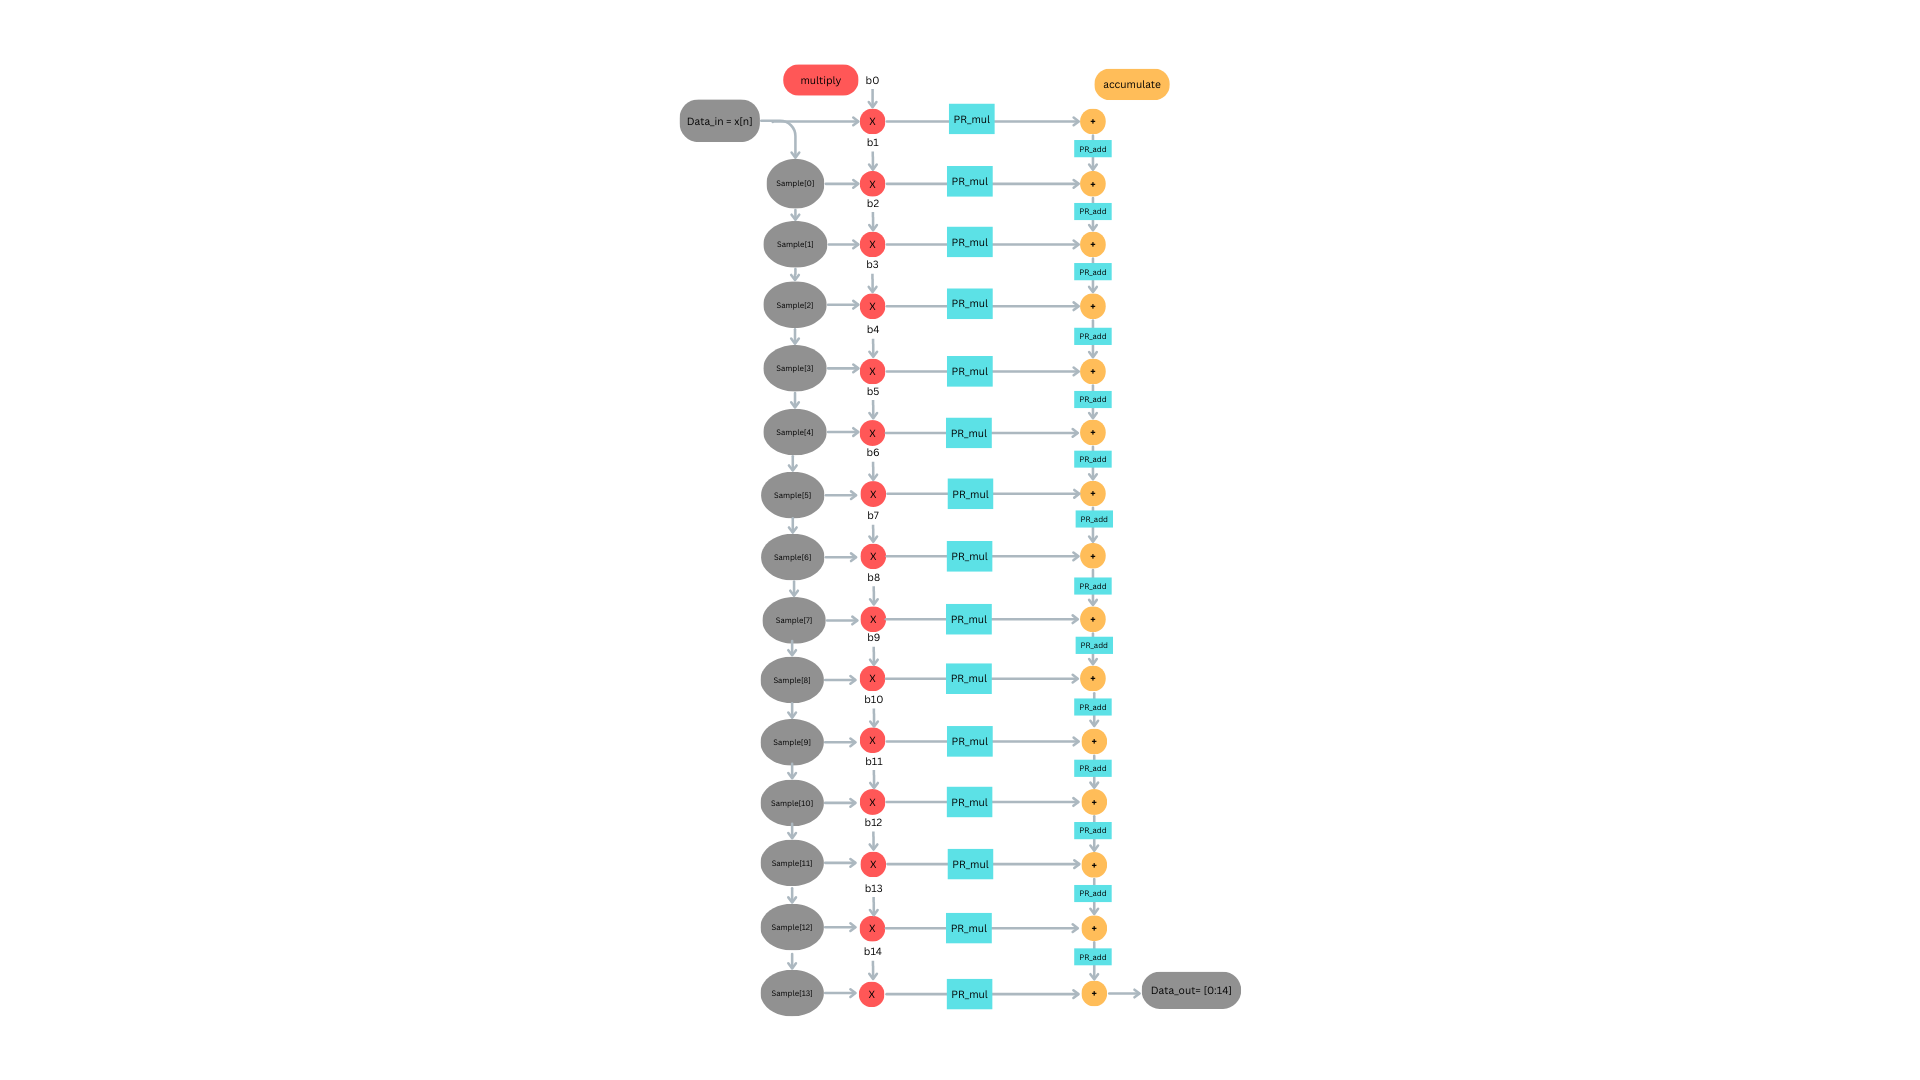 multiply
b0
accumulate
Data_in = x[n]
X
PR_mul
+
b1
PR_add
Sample[0]
X
PR_mul
+
b2
PR_add
Sample[1]
X
PR_mul
+
b3
PR_add
Sample[2]
X
PR_mul
+
b4
PR_add
Sample[3]
X
PR_mul
+
b5
PR_add
Sample[4]
X
PR_mul
+
b6
PR_add
Sample[5]
X
PR_mul
+
b7
PR_add
Sample[6]
X
PR_mul
+
b8
PR_add
Sample[7]
X
PR_mul
+
b9
PR_add
Sample[8]
X
PR_mul
+
b10
PR_add
Sample[9]
X
PR_mul
+
b11
PR_add
Sample[10]
X
PR_mul
+
b12
PR_add
Sample[11]
X
PR_mul
+
b13
PR_add
Sample[12]
X
PR_mul
+
b14
PR_add
Sample[13]
X
PR_mul
+
Data_out= [0:14]